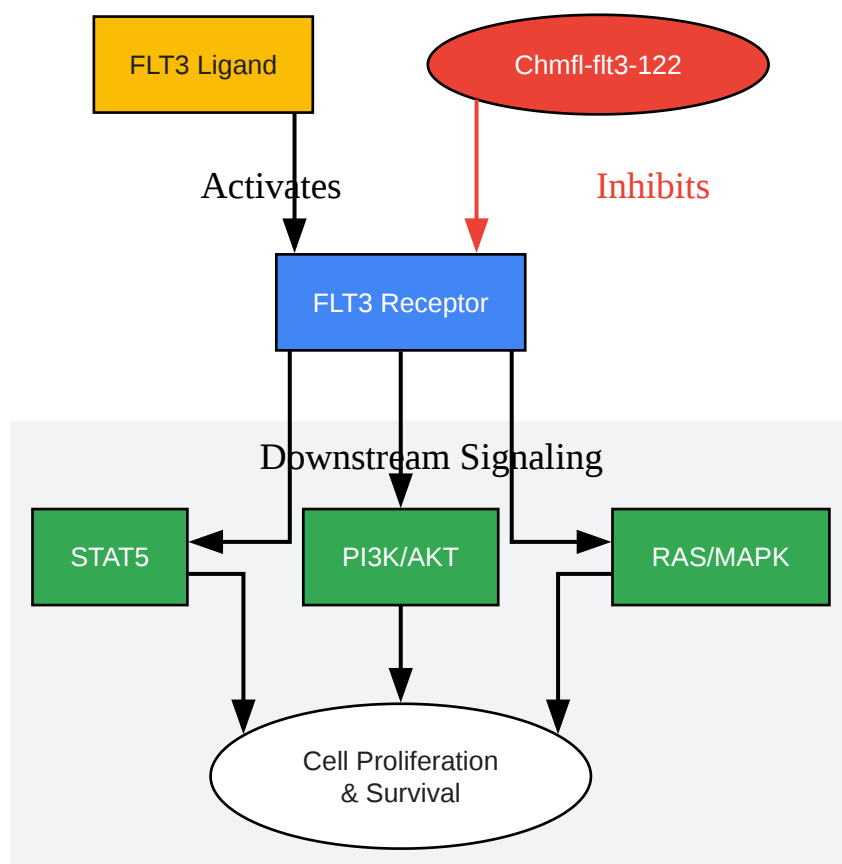 FLT3 Ligand
Chmfl-flt3-122
Activates
Inhibits
FLT3 Receptor
Downstream Signaling
STAT5
PI3K/AKT
RAS/MAPK
Cell Proliferation
& Survival